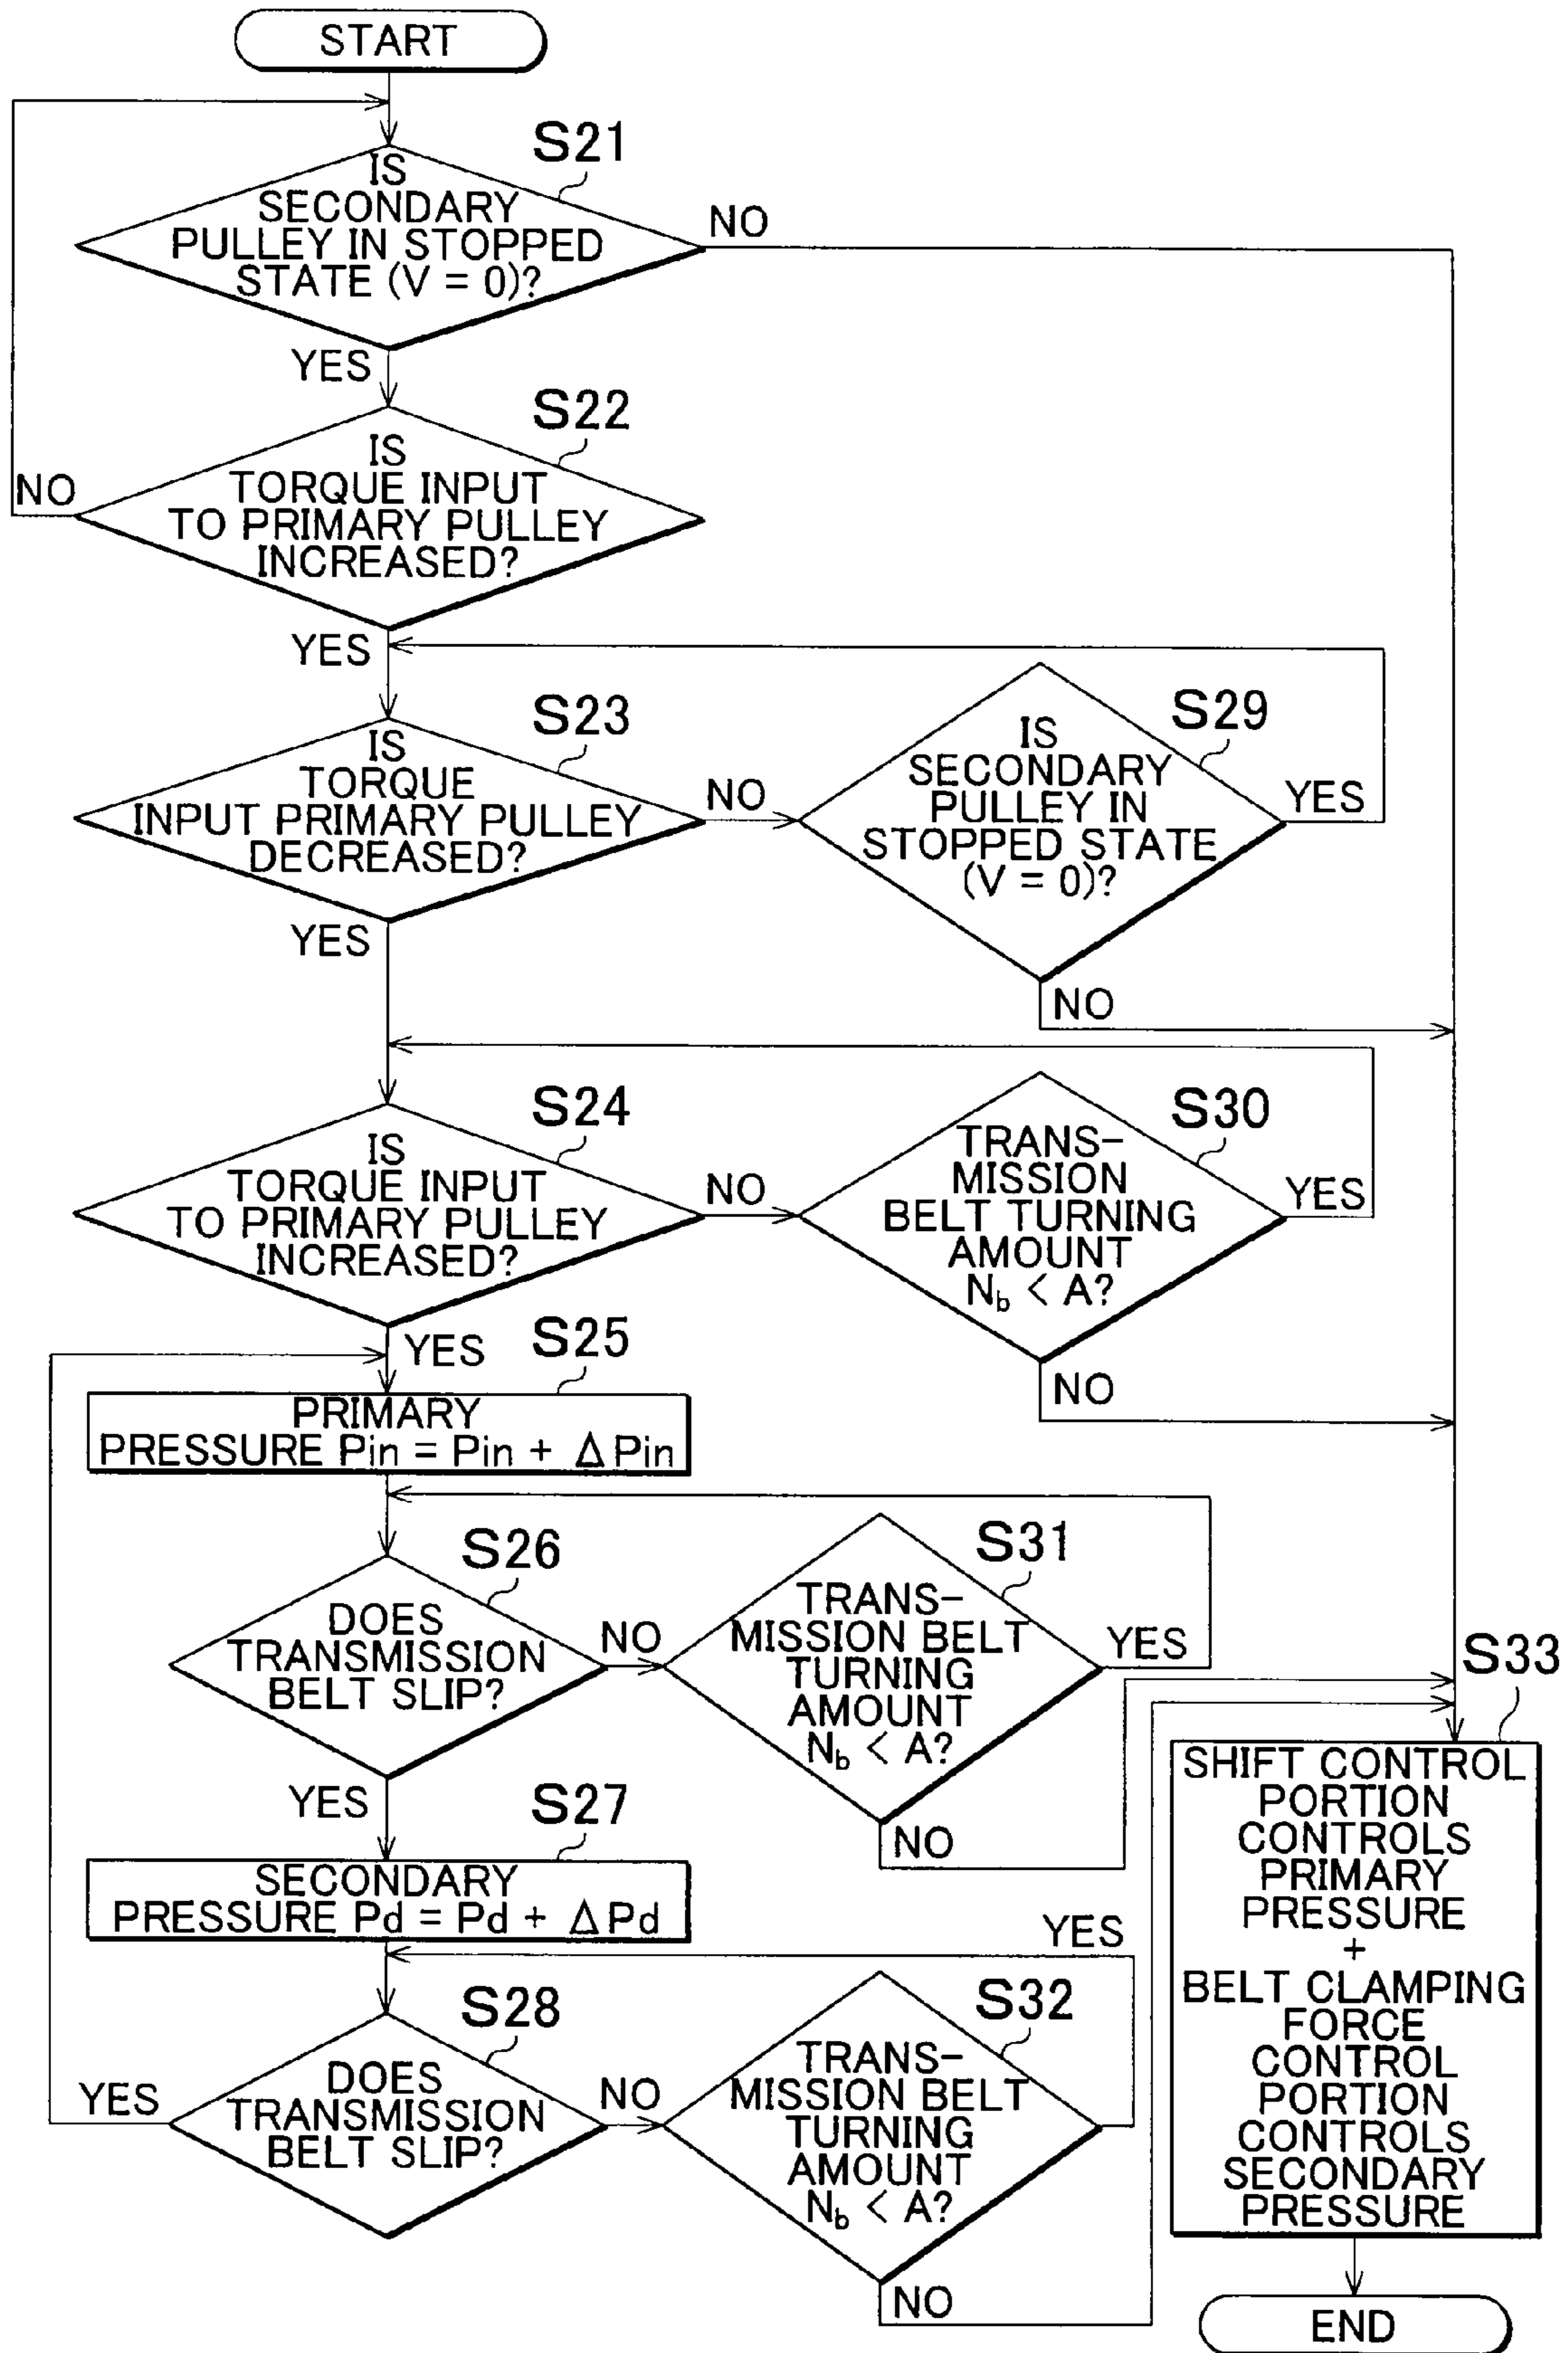 START
S21
IS
SECONDARY
PULLEY IN STOPPED
STATE (V = 0)?
NO
YES
S22
IS
TORQUE INPUT
TO PRIMARY PULLEY
INCREASED?
NO
YES
S23
IS
TORQUE
INPUT PRIMARY PULLEY
DECREASED?
NO
YES
S29
IS
SECONDARY
PULLEY IN
STOPPED STATE
(V = 0)?
YES
NO
S24
IS
TORQUE INPUT
TO PRIMARY PULLEY
INCREASED?
NO
YES
S30
TRANS-
MISSION
BELT TURNING
AMOUNT
Nb < A?
YES
NO
S25
PRIMARY
PRESSURE Pin = Pin + Δ Pin
S26
DOES
TRANSMISSION
BELT SLIP?
NO
YES
S31
TRANS-
MISSION BELT
TURNING
AMOUNT
Nb < A?
YES
NO
S27
SECONDARY
PRESSURE Pd = Pd + Δ Pd
S28
DOES
TRANSMISSION
BELT SLIP?
YES
NO
S32
TRANS-
MISSION BELT
TURNING
AMOUNT
Nb < A?
YES
NO
S33
SHIFT CONTROL
PORTION
CONTROLS
PRIMARY
PRESSURE
+
BELT CLAMPING
FORCE
CONTROL
PORTION
CONTROLS
SECONDARY
PRESSURE
END